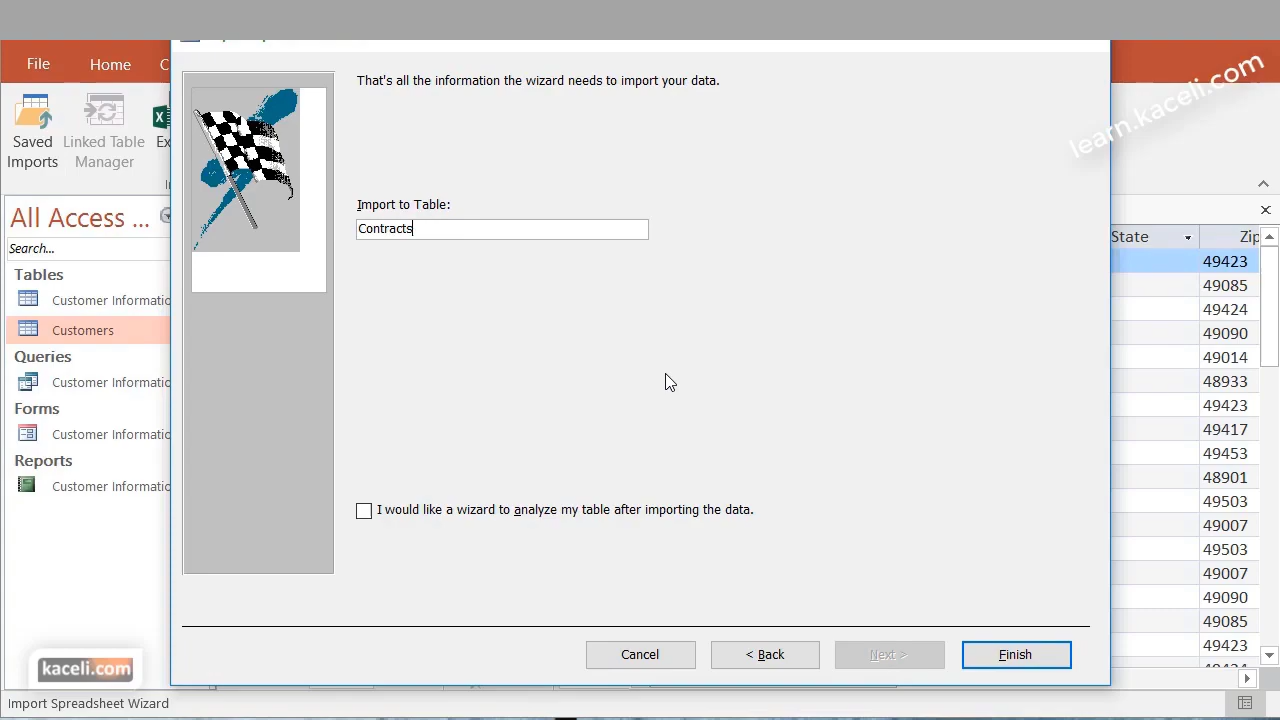 That's all the information the wizard needs to import your data.
File
Home
C
learn.kaceli.com
Saved Imports
Linked Table Manager
Ex
All Access ...
Search...
Import to Table:
Contracts
State
Zip
Tables
Customer Informatio
Customers
Queries
Customer Informatio
Forms
Customer Informatio
Reports
Customer Informatio
49423
49085
49424
49090
49014
48933
49423
49417
49453
48901
49503
49007
49503
49007
49090
49085
49423
I would like a wizard to analyze my table after importing the data.
Cancel
< Back
Next >
Finish
kaceli.com
Import Spreadsheet Wizard